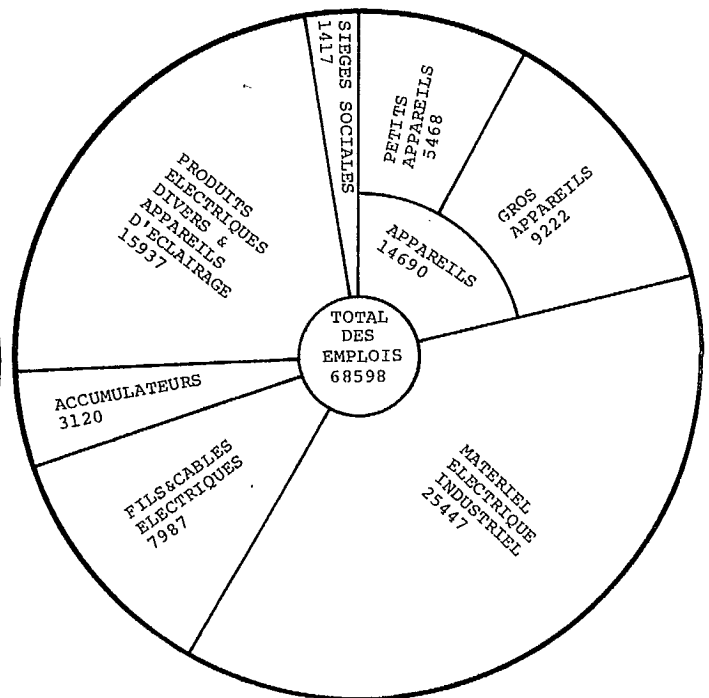 SIEGES SOCIALES
1417
PETITS
APPAREILS
5468
GROS
APPAREILS
9222
APPAREILS
14690
MATERIEL
ELECTRIQUE
INDUSTRIEL
25447
FILS&CABLES
ELECTRIQUES
7987
ACCUMULATEURS
3120
PRODUITS
ELECTRIQUES
DIVERS &
APPAREILS
D'ECLAIRAGE
15937
TOTAL
DES
EMPLOIS
68598